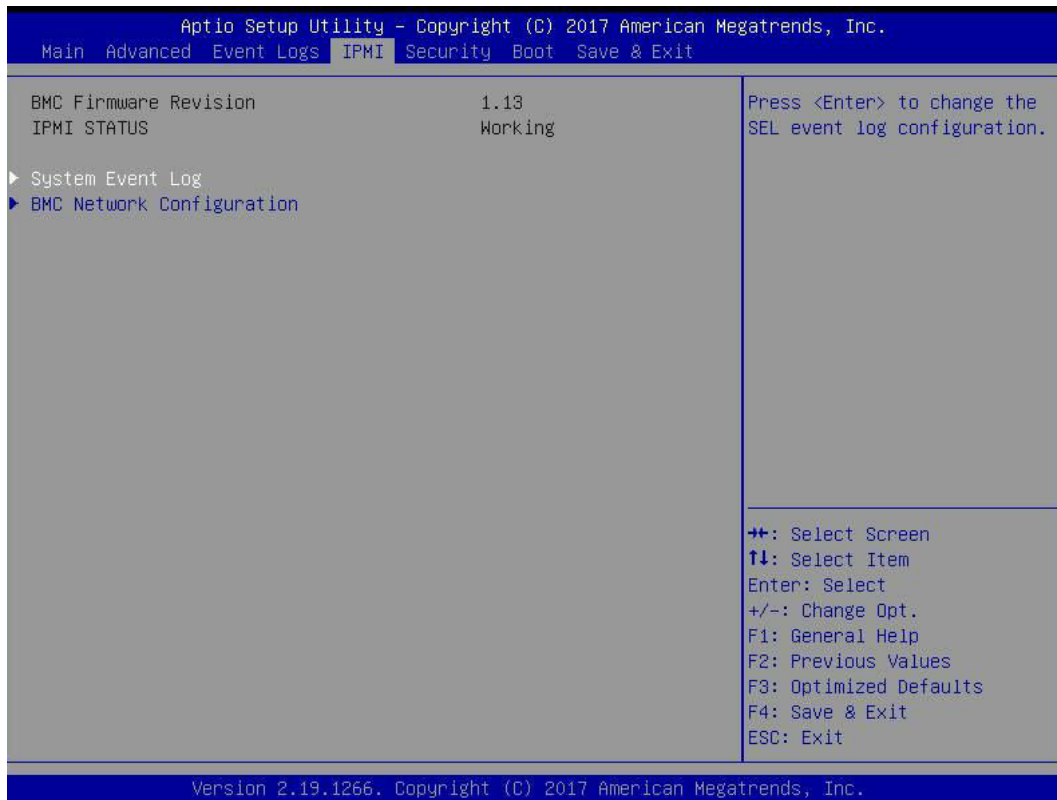 Aptio Setup Utility – Copyright (C) 2017 American Megatrends, Inc.
Main Advanced Event Logs IPMI Security Boot Save & Exit
BMC Firmware Revision 1.13
IPMI STATUS Working
System Event Log
BMC Network Configuration
Press <Enter> to change the
SEL event log configuration.
→←: Select Screen
↑↓: Select Item
Enter: Select
+/-: Change Opt.
F1: General Help
F2: Previous Values
F3: Optimized Defaults
F4: Save & Exit
ESC: Exit
Version 2.19.1266. Copyright (C) 2017 American Megatrends, Inc.